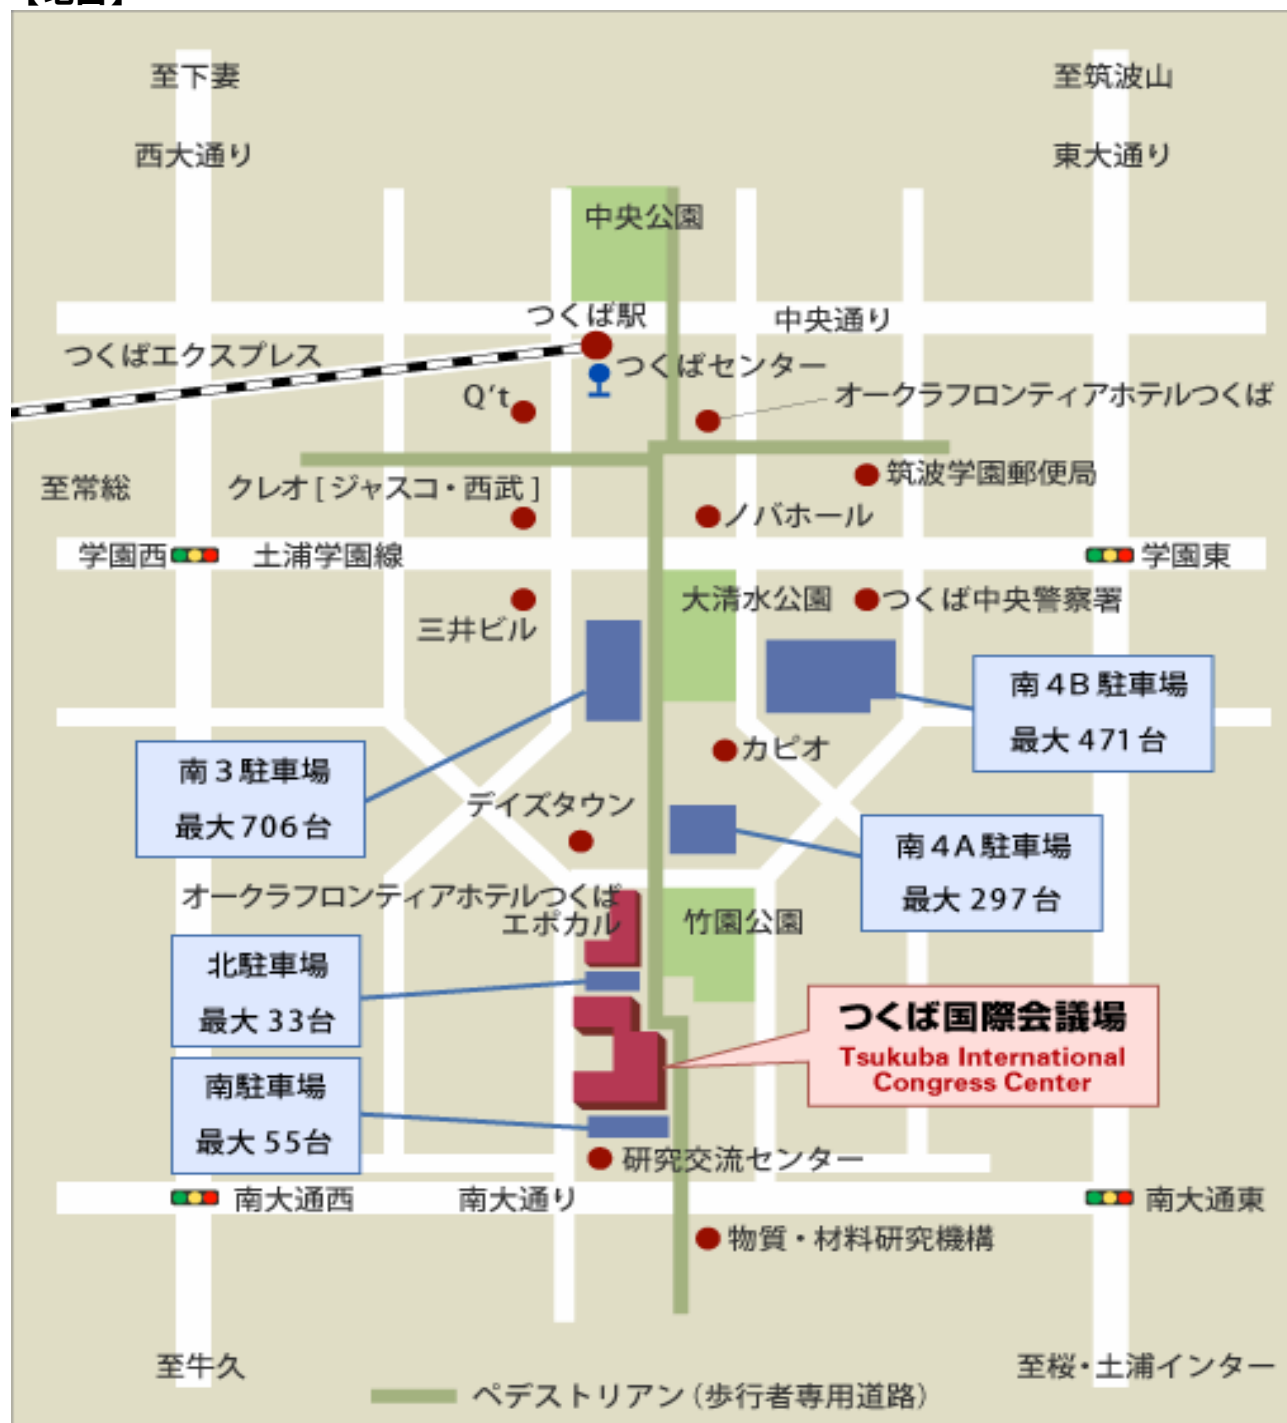 【地図】
至下妻
至筑波山
西大通り
東大通り
中央公園
つくば駅
中央通り
つくばエクスプレス
つくばセンター
Q't
オークラフロンティアホテルつくば
至常総
クレオ[ジャスコ・西武]
筑波学園郵便局
ノバホール
学園西
土浦学園線
学園東
大清水公園
つくば中央警察署
三井ビル
南4B駐車場
最大471台
南3駐車場
最大706台
カピオ
デイズタウン
南4A駐車場
最大297台
オークラフロンティアホテルつくば
エポカル
竹園公園
北駐車場
最大33台
つくば国際会議場
Tsukuba International
Congress Center
南駐車場
最大55台
研究交流センター
南大通西
南大通り
南大通東
物質・材料研究機構
至牛久
至桜・土浦インター
ペデストリアン(歩行者専用道路)